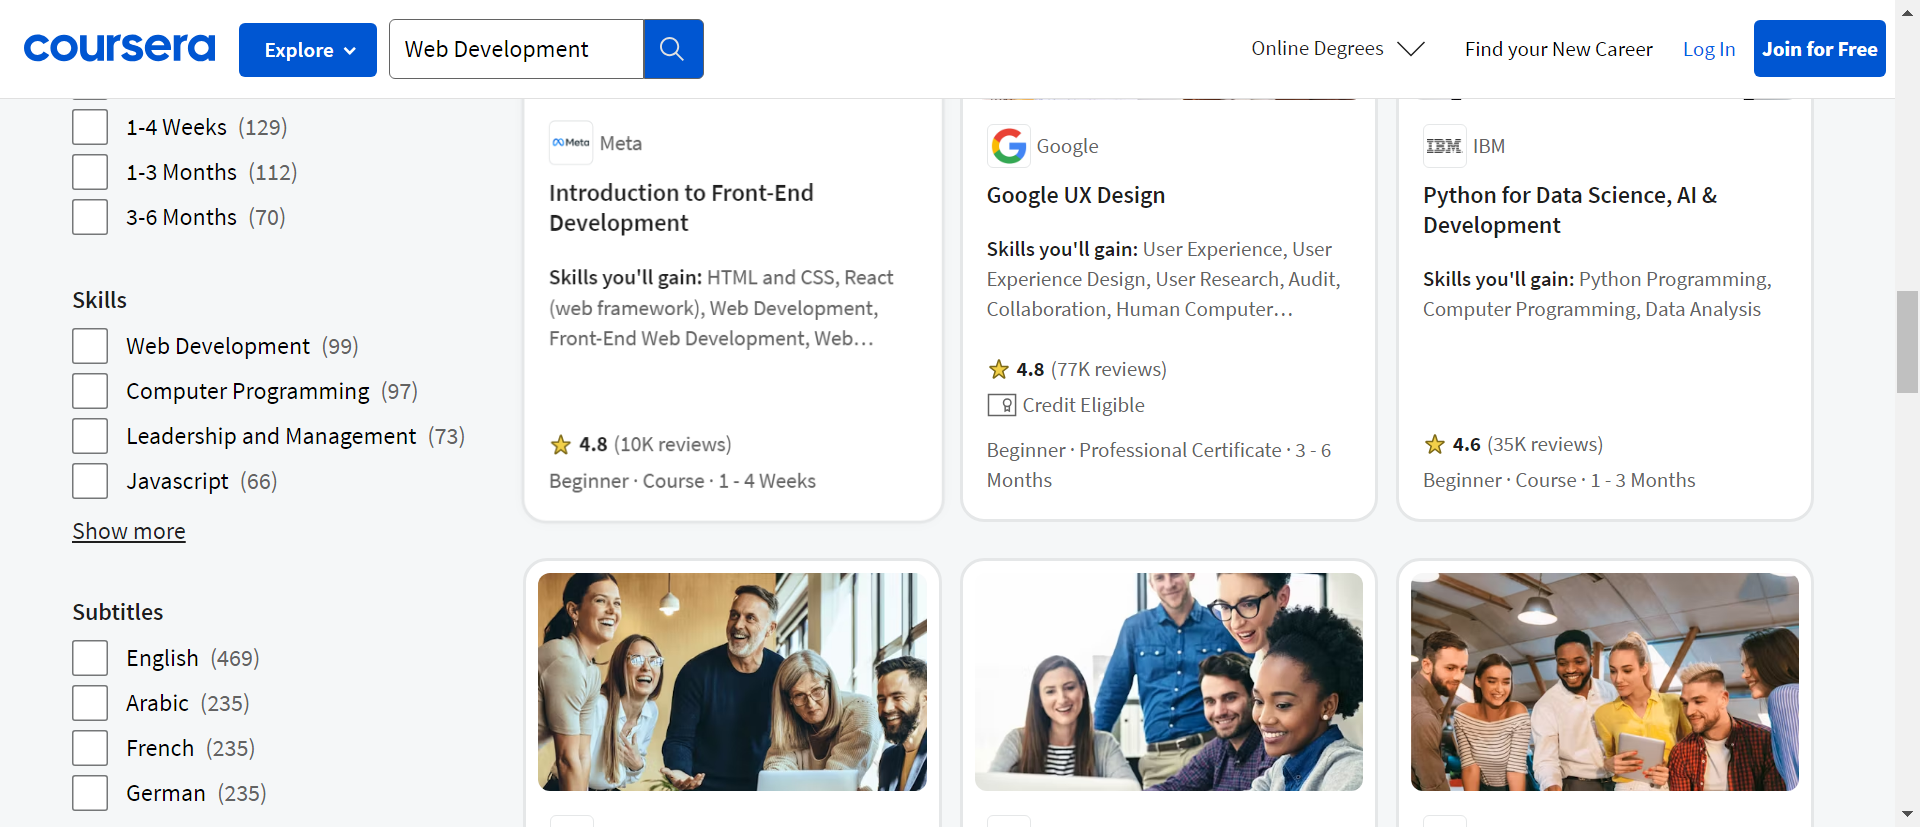 coursera
Explore
Web Development
Online Degrees
Find your New Career
Log In
Join for Free
1-4 Weeks (129)
1-3 Months (112)
3-6 Months (70)
Skills
Web Development (99)
Computer Programming (97)
Leadership and Management (73)
Javascript (66)
Show more
Subtitles
English (469)
Arabic (235)
French (235)
German (235)
Meta Meta
Introduction to Front-End
Development
Skills you'll gain: HTML and CSS, React
(web framework), Web Development,
Front-End Web Development, Web...
4.8 (10K reviews)
Beginner · Course · 1 - 4 Weeks
G Google
Google UX Design
Skills you'll gain: User Experience, User
Experience Design, User Research, Audit,
Collaboration, Human Computer...
4.8 (77K reviews)
Credit Eligible
Beginner · Professional Certificate · 3 - 6
Months
IBM IBM
Python for Data Science, AI &
Development
Skills you'll gain: Python Programming,
Computer Programming, Data Analysis
4.6 (35K reviews)
Beginner · Course · 1 - 3 Months